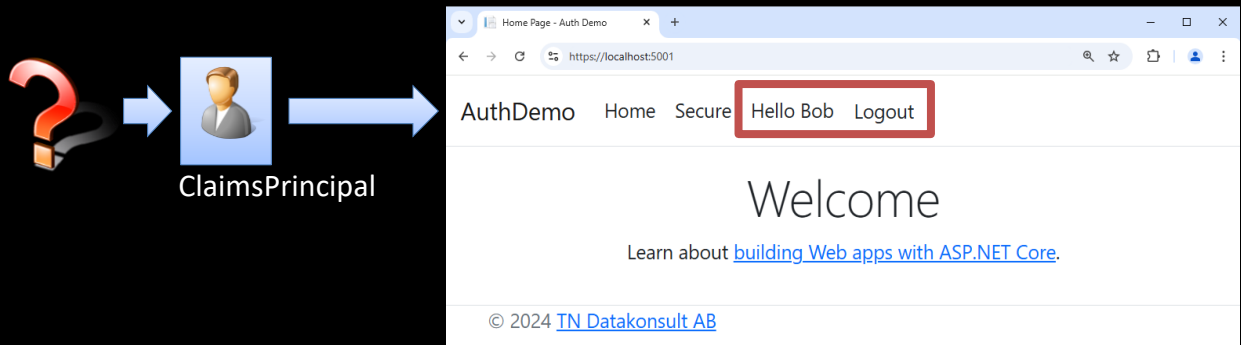 ClaimsPrincipal
Home Page - Auth Demo
https://localhost:5001
AuthDemo Home Secure Hello Bob Logout
Welcome
Learn about building Web apps with ASP.NET Core.
© 2024 TN Datakonsult AB